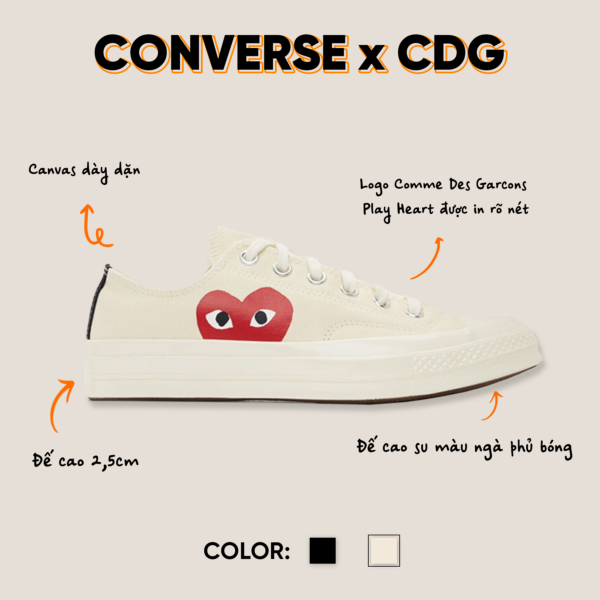 CONVERSE x CDG
Canvas dày dặn
Logo Comme Des Garcons
Play Heart được in rõ nét
Đế cao 2,5cm
Đế cao su màu ngà phủ bóng
COLOR: